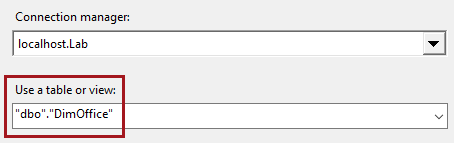 Connection manager:
localhost.Lab
Use a table or view:
"dbo"."DimOffice"